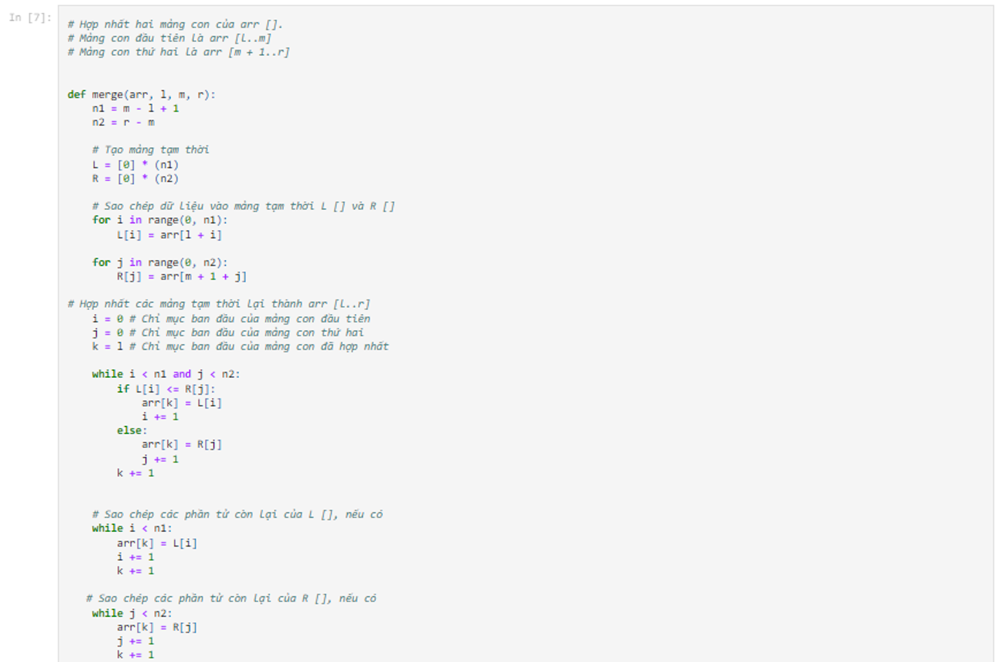 In [7]:
# Hợp nhất hai mảng con của arr [].
# Mảng con đầu tiên là arr [l..m]
# Mảng con thứ hai là arr [m + 1..r]
def merge(arr, l, m, r):
    n1 = m - l + 1
    n2 = r - m
    # Tạo mảng tạm thời
    L = [0] * (n1)
    R = [0] * (n2)
    # Sao chép dữ liệu vào mảng tạm thời L [] và R []
    for i in range(0, n1):
        L[i] = arr[l + i]
    for j in range(0, n2):
        R[j] = arr[m + 1 + j]
# Hợp nhất các mảng tạm thời lại thành arr [l..r]
    i = 0 # Chỉ mục ban đầu của mảng con đầu tiên
    j = 0 # Chỉ mục ban đầu của mảng con thứ hai
    k = l # Chỉ mục ban đầu của mảng con đã hợp nhất
    while i < n1 and j < n2:
        if L[i] <= R[j]:
            arr[k] = L[i]
            i += 1
        else:
            arr[k] = R[j]
            j += 1
        k += 1
    # Sao chép các phần tử còn lại của L [], nếu có
    while i < n1:
        arr[k] = L[i]
        i += 1
        k += 1
   # Sao chép các phần tử còn lại của R [], nếu có
    while j < n2:
        arr[k] = R[j]
        j += 1
        k += 1